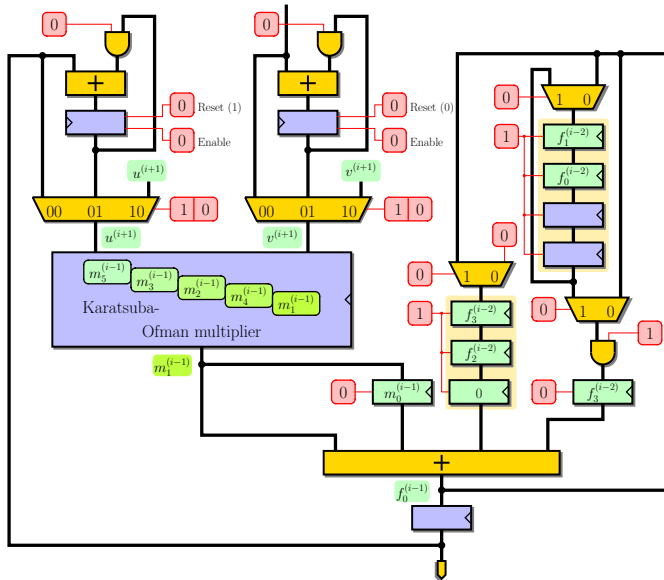 0 0
+ +
0 Reset (1) 0 Reset (0)
0 Enable 0 Enable
0 1 0
1 f_1^{(i−2)}
f_0^{(i−2)}
u^{(i+1)} v^{(i+1)}
00 01 10 1 0 00 01 10 1 0
u^{(i+1)} v^{(i+1)} 0
m_5^{(i−1)} m_3^{(i−1)} m_2^{(i−1)} m_4^{(i−1)} m_1^{(i−1)}
0 1 0
Karatsuba-
Ofman multiplier
1 f_3^{(i−2)} 0 1 0
f_2^{(i−2)} 1
m_1^{(i−1)}
0 m_0^{(i−1)} 0 0 f_3^{(i−2)}
+
f_0^{(i−1)}